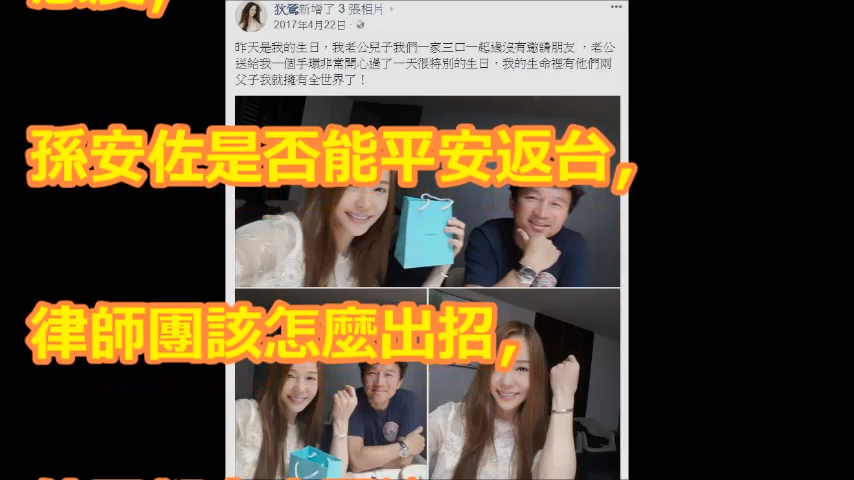 狄鶯新增了 3 張相片。
2017年4月22日
昨天是我的生日，我老公兒子我們一家三口一起過沒有邀請朋友，老公
送給我一個手環非常開心過了一天很特別的生日，我的生命裡有他們兩
父子我就擁有全世界了！
孫安佐是否能平安返台,
律師團該怎麼出招,